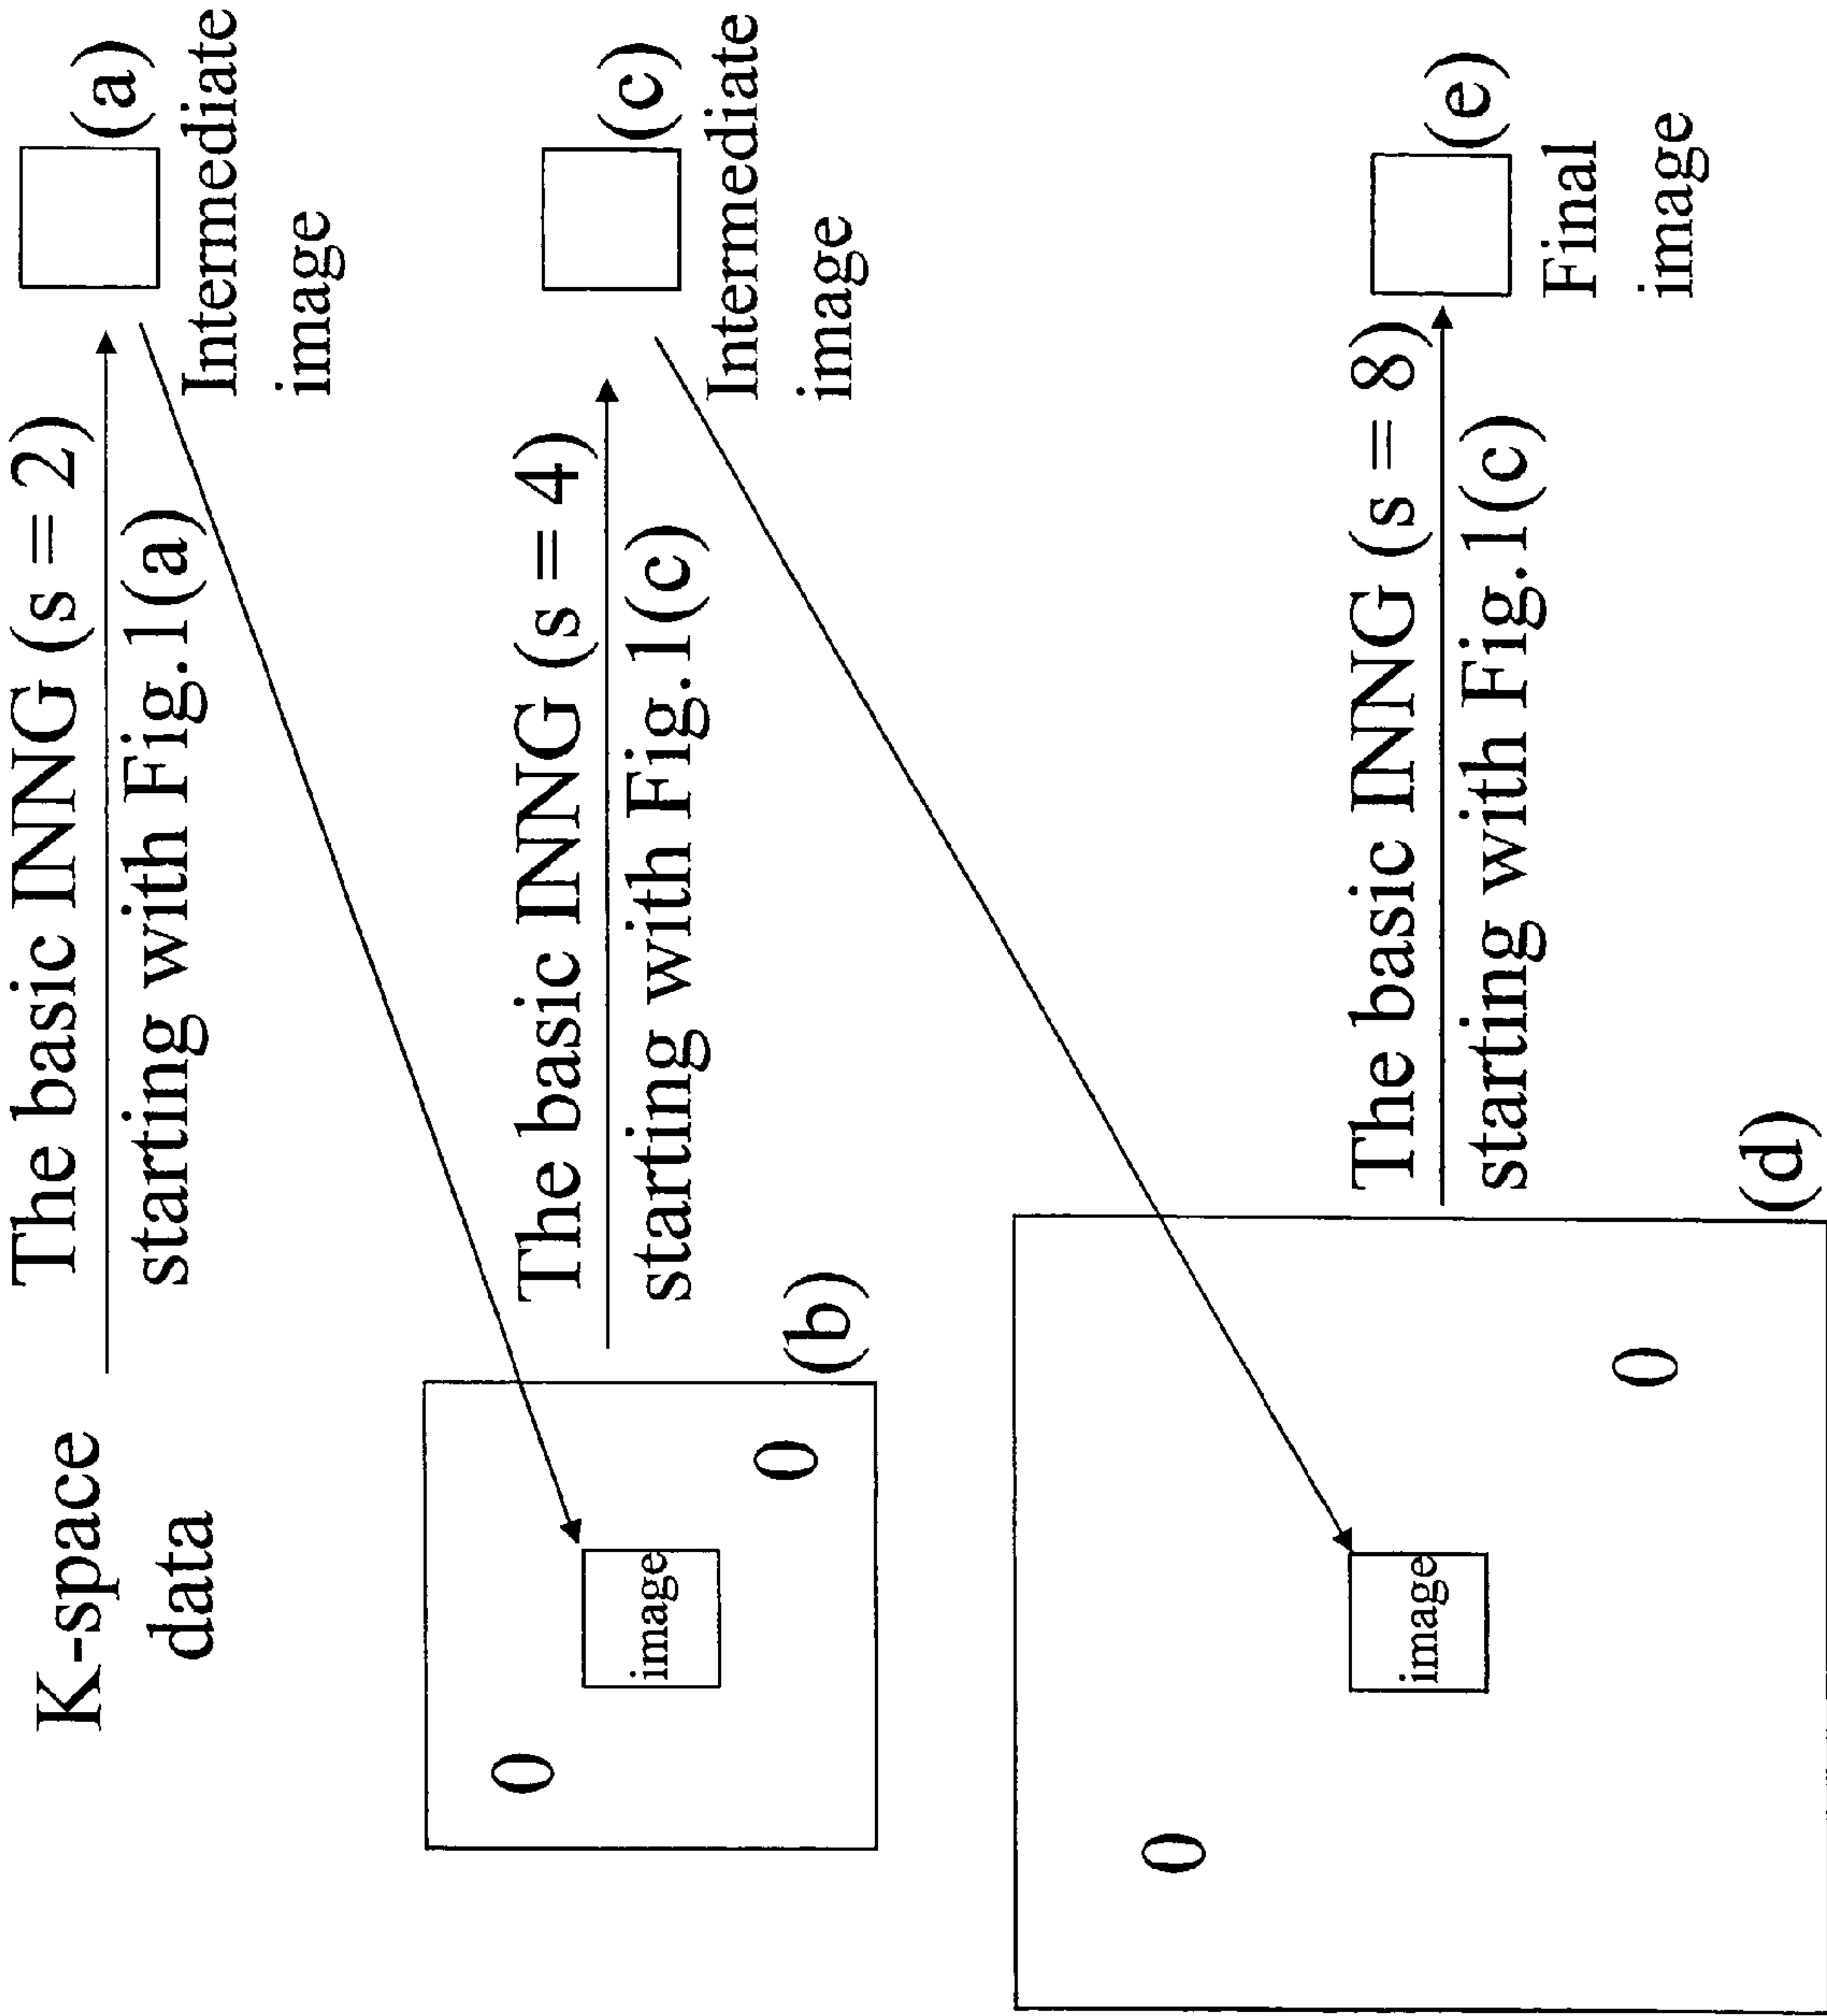 K-space
data
The basic INNG (s = 2)
starting with Fig.1(a)
(a)
Intermediate
image
0
image
0
(b)
The basic INNG (s = 4)
starting with Fig.1(c)
(c)
Intermediate
image
0
image
0
(d)
The basic INNG (s = 8)
starting with Fig.1(c)
(e)
Final
image